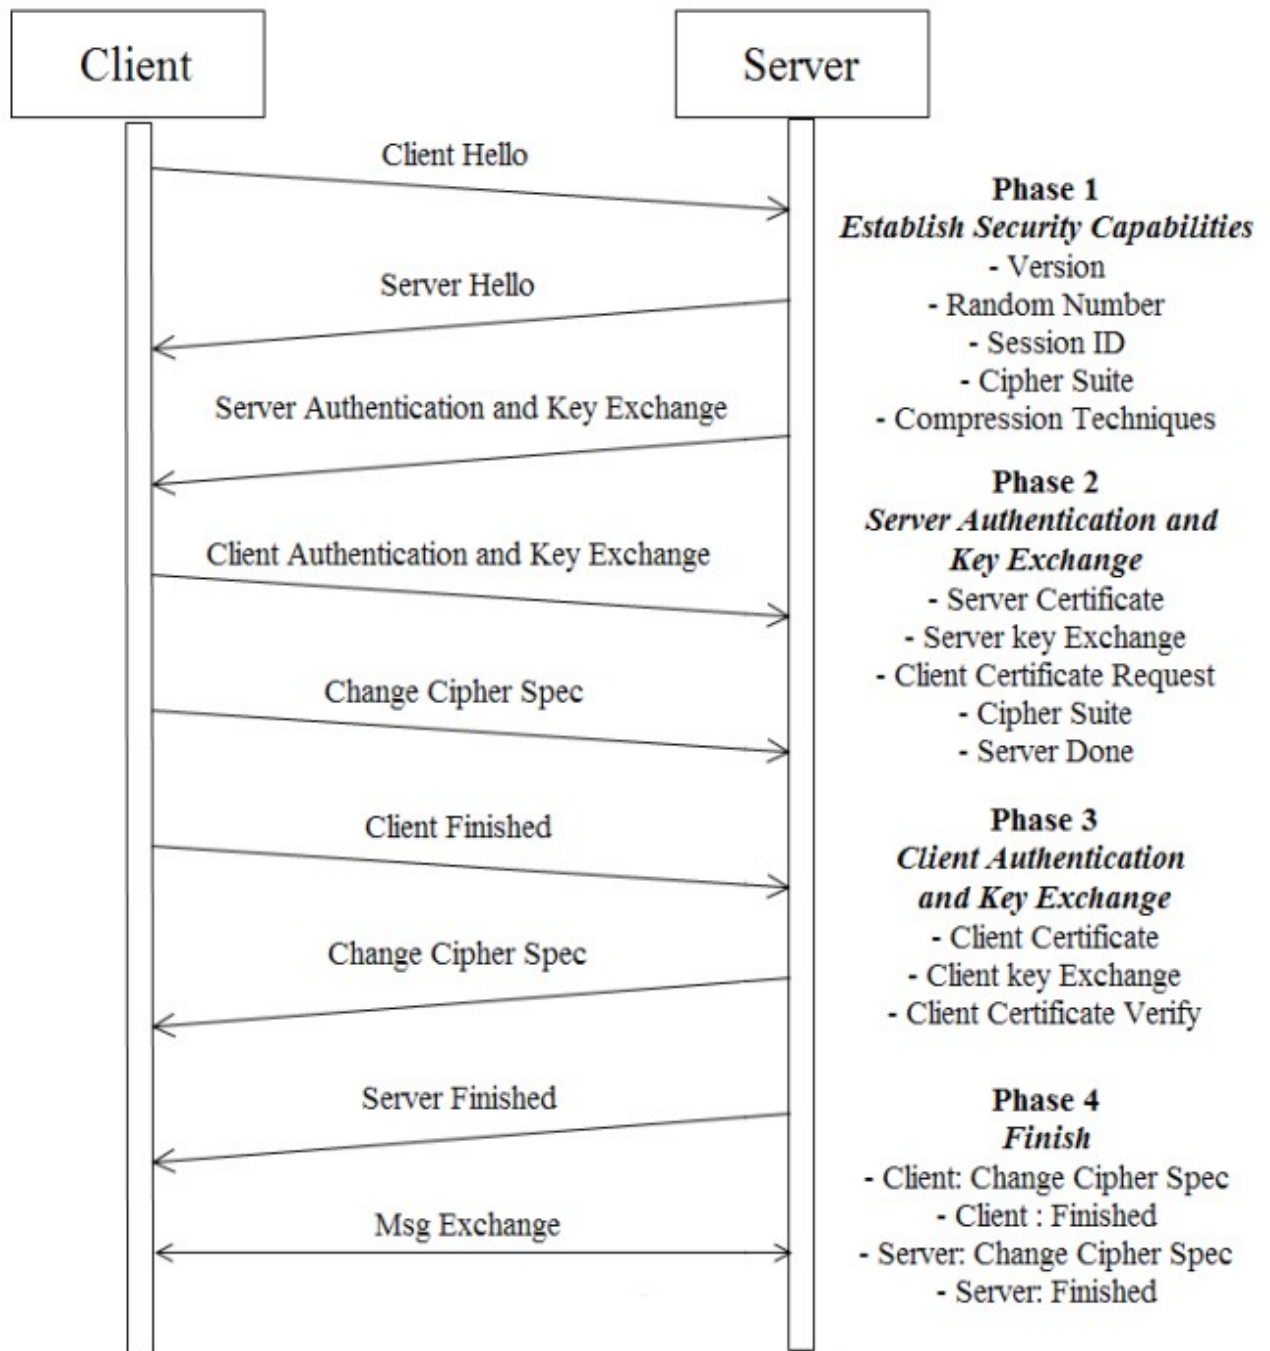 Client
Server
Client Hello
Server Hello
Server Authentication and Key Exchange
Client Authentication and Key Exchange
Change Cipher Spec
Client Finished
Change Cipher Spec
Server Finished
Msg Exchange
Phase 1
Establish Security Capabilities
- Version
- Random Number
- Session ID
- Cipher Suite
- Compression Techniques
Phase 2
Server Authentication and
Key Exchange
- Server Certificate
- Server key Exchange
- Client Certificate Request
- Cipher Suite
- Server Done
Phase 3
Client Authentication
and Key Exchange
- Client Certificate
- Client key Exchange
- Client Certificate Verify
Phase 4
Finish
- Client: Change Cipher Spec
- Client : Finished
- Server: Change Cipher Spec
- Server: Finished